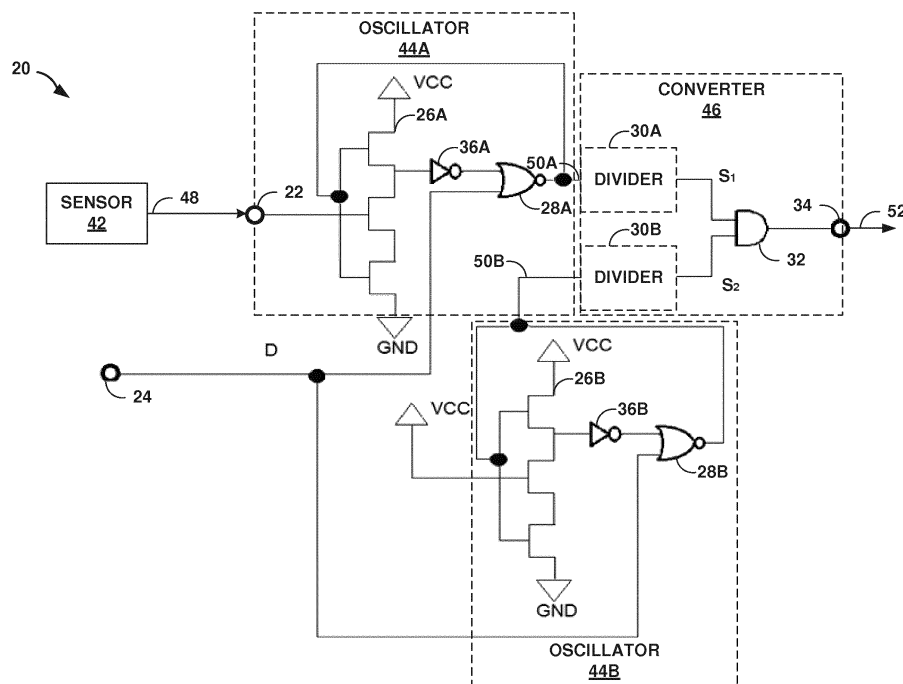 OSCILLATOR
44A
20
VCC
CONVERTER
46
26A
30A
36A
50A
DIVIDER
S1
SENSOR
42
48
22
28A
34
52
30B
32
50B
DIVIDER
S2
GND
D
VCC
24
26B
VCC
36B
28B
GND
OSCILLATOR
44B